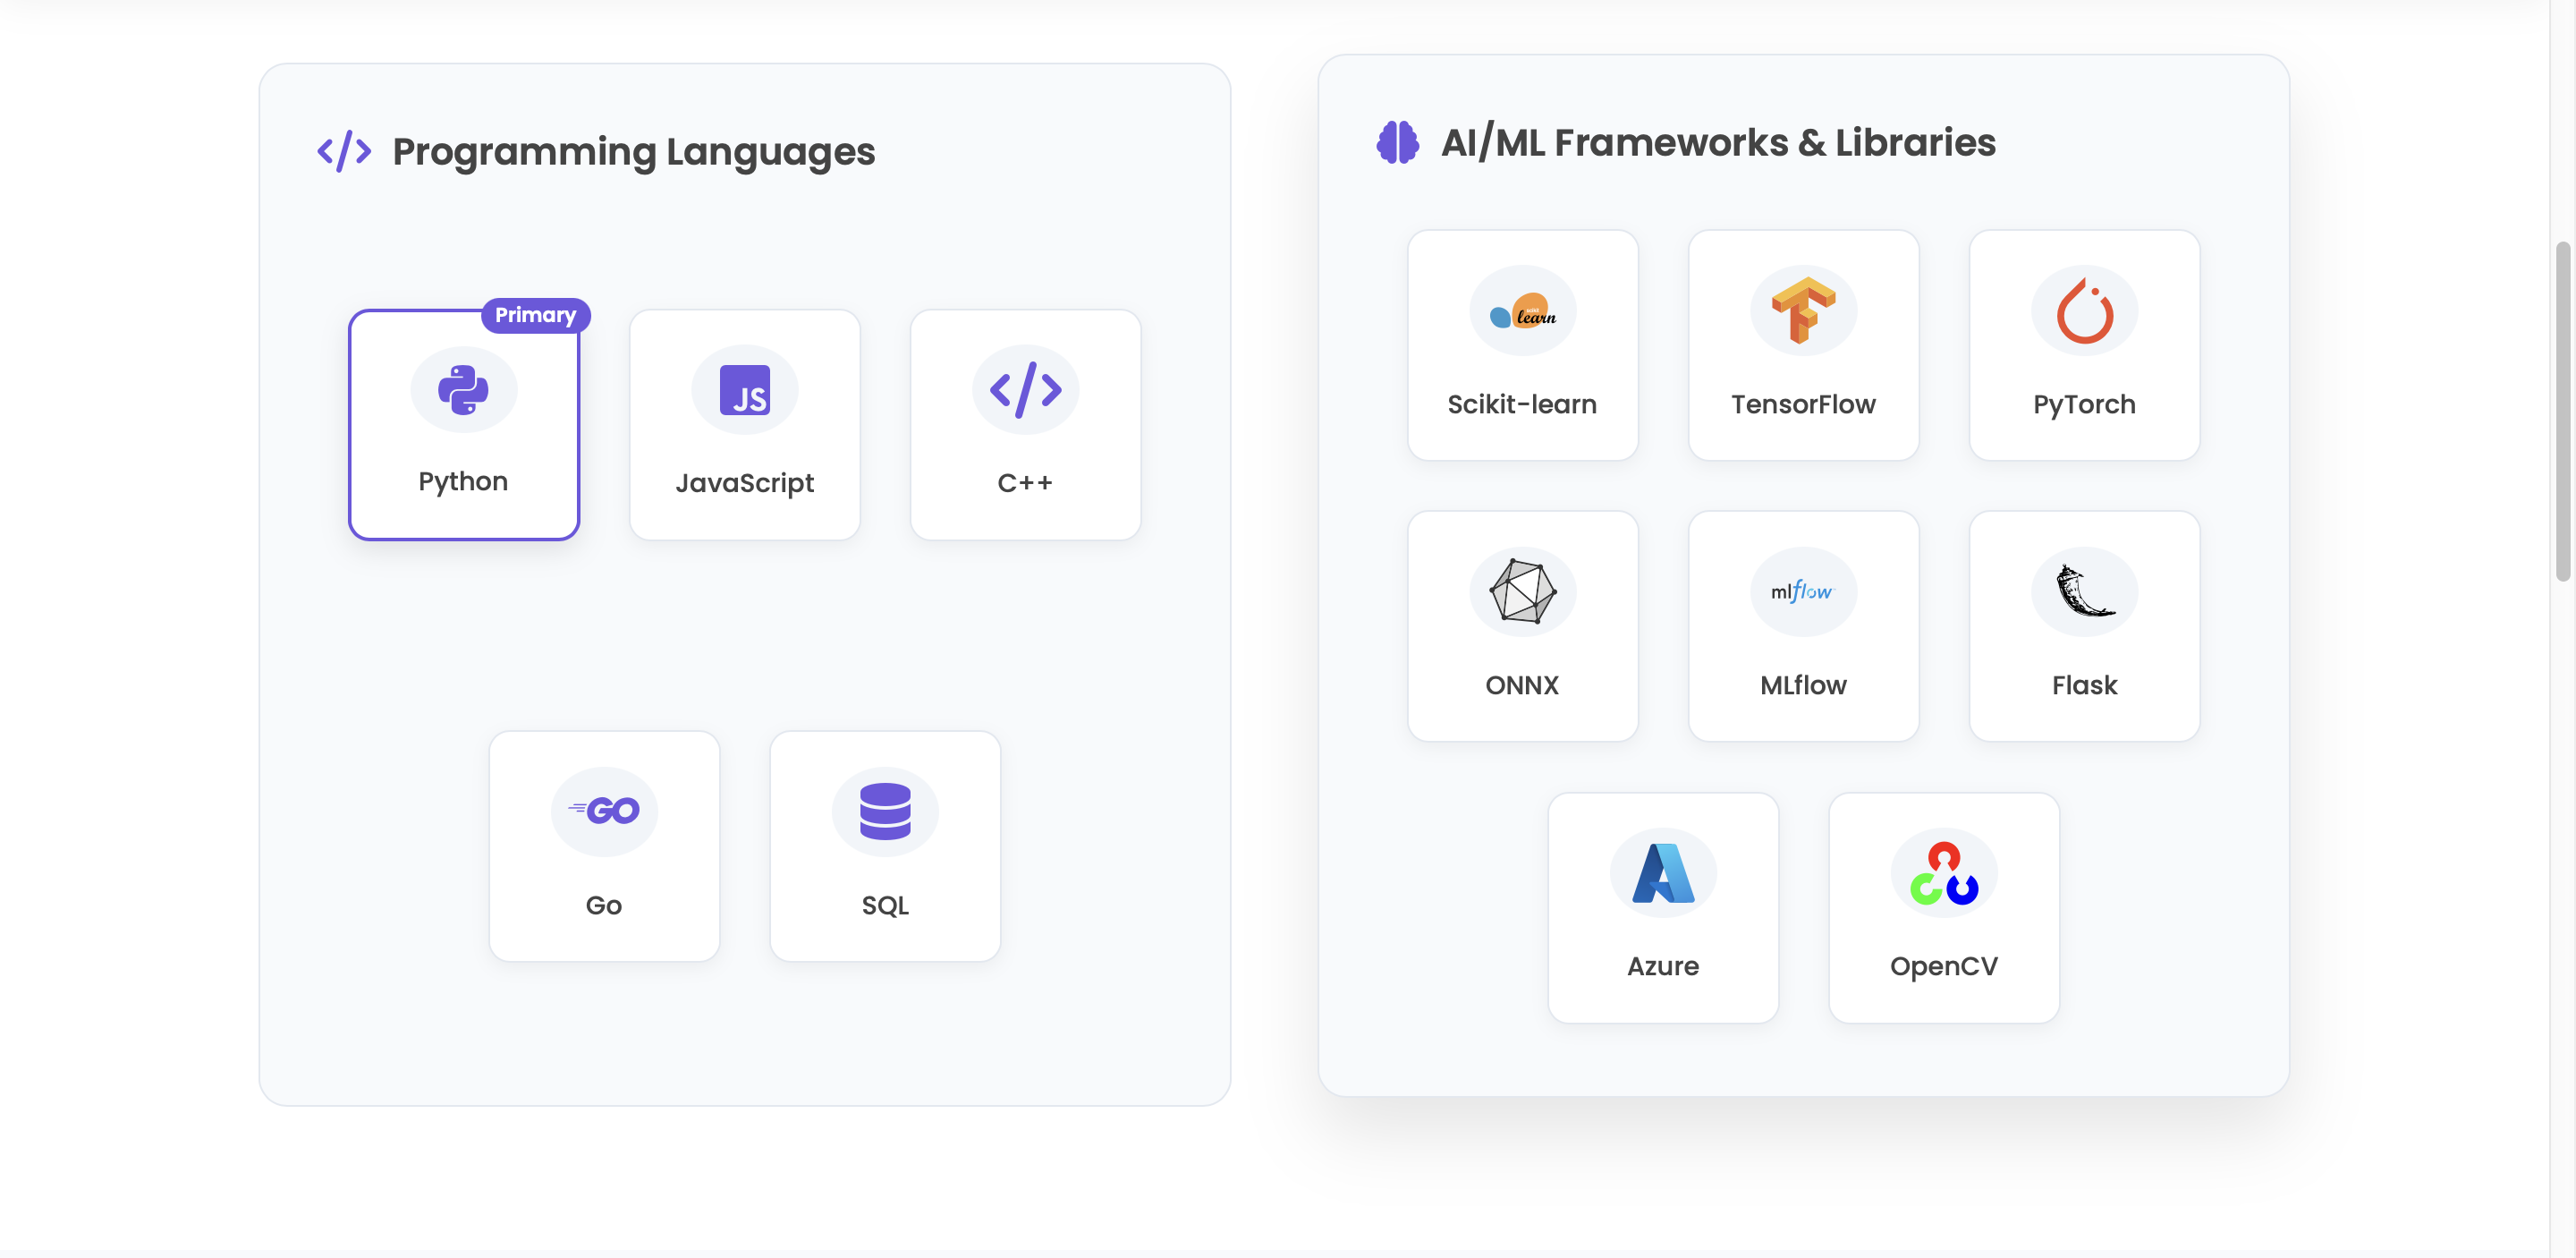 Programming Languages
Primary
Python
JS
JavaScript
C++
GO
Go
SQL
AI/ML Frameworks & Libraries
learn
Scikit-learn
TensorFlow
PyTorch
ONNX
mlflow
MLflow
Flask
Azure
OpenCV